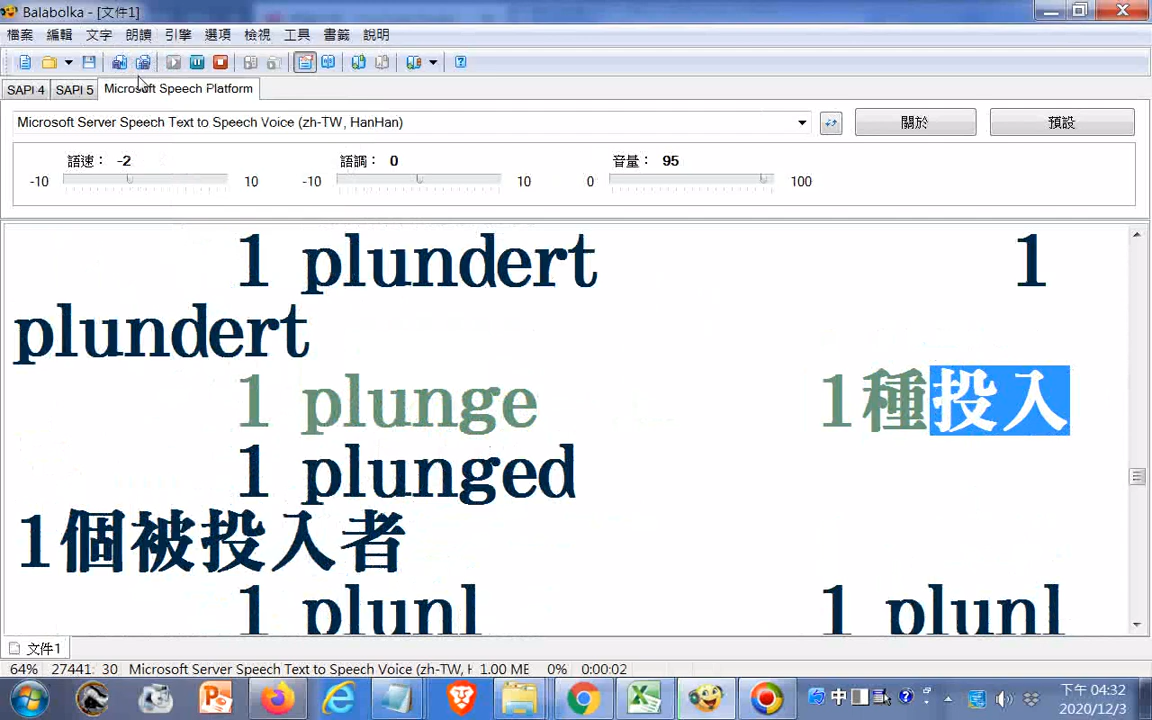 Balabolka - [文件1]
檔案 編輯 文字 朗讀 引擎 選項 檢視 工具 書籤 說明
SAPI 4 SAPI 5 Microsoft Speech Platform
Microsoft Server Speech Text to Speech Voice (zh-TW, HanHan) 關於 預設
語速： -2 語調： 0 音量： 95
-10 10 -10 10 0 100
1 plundert 1
plundert
1 plunge 1種投入
1 plunged
1個被投入者
1 plunl 1 plunl
文件1
64% 27441: 30 Microsoft Server Speech Text to Speech Voice (zh-TW, H 1.00 ME 0% 0:00:02
中 下午 04:32
2020/12/3